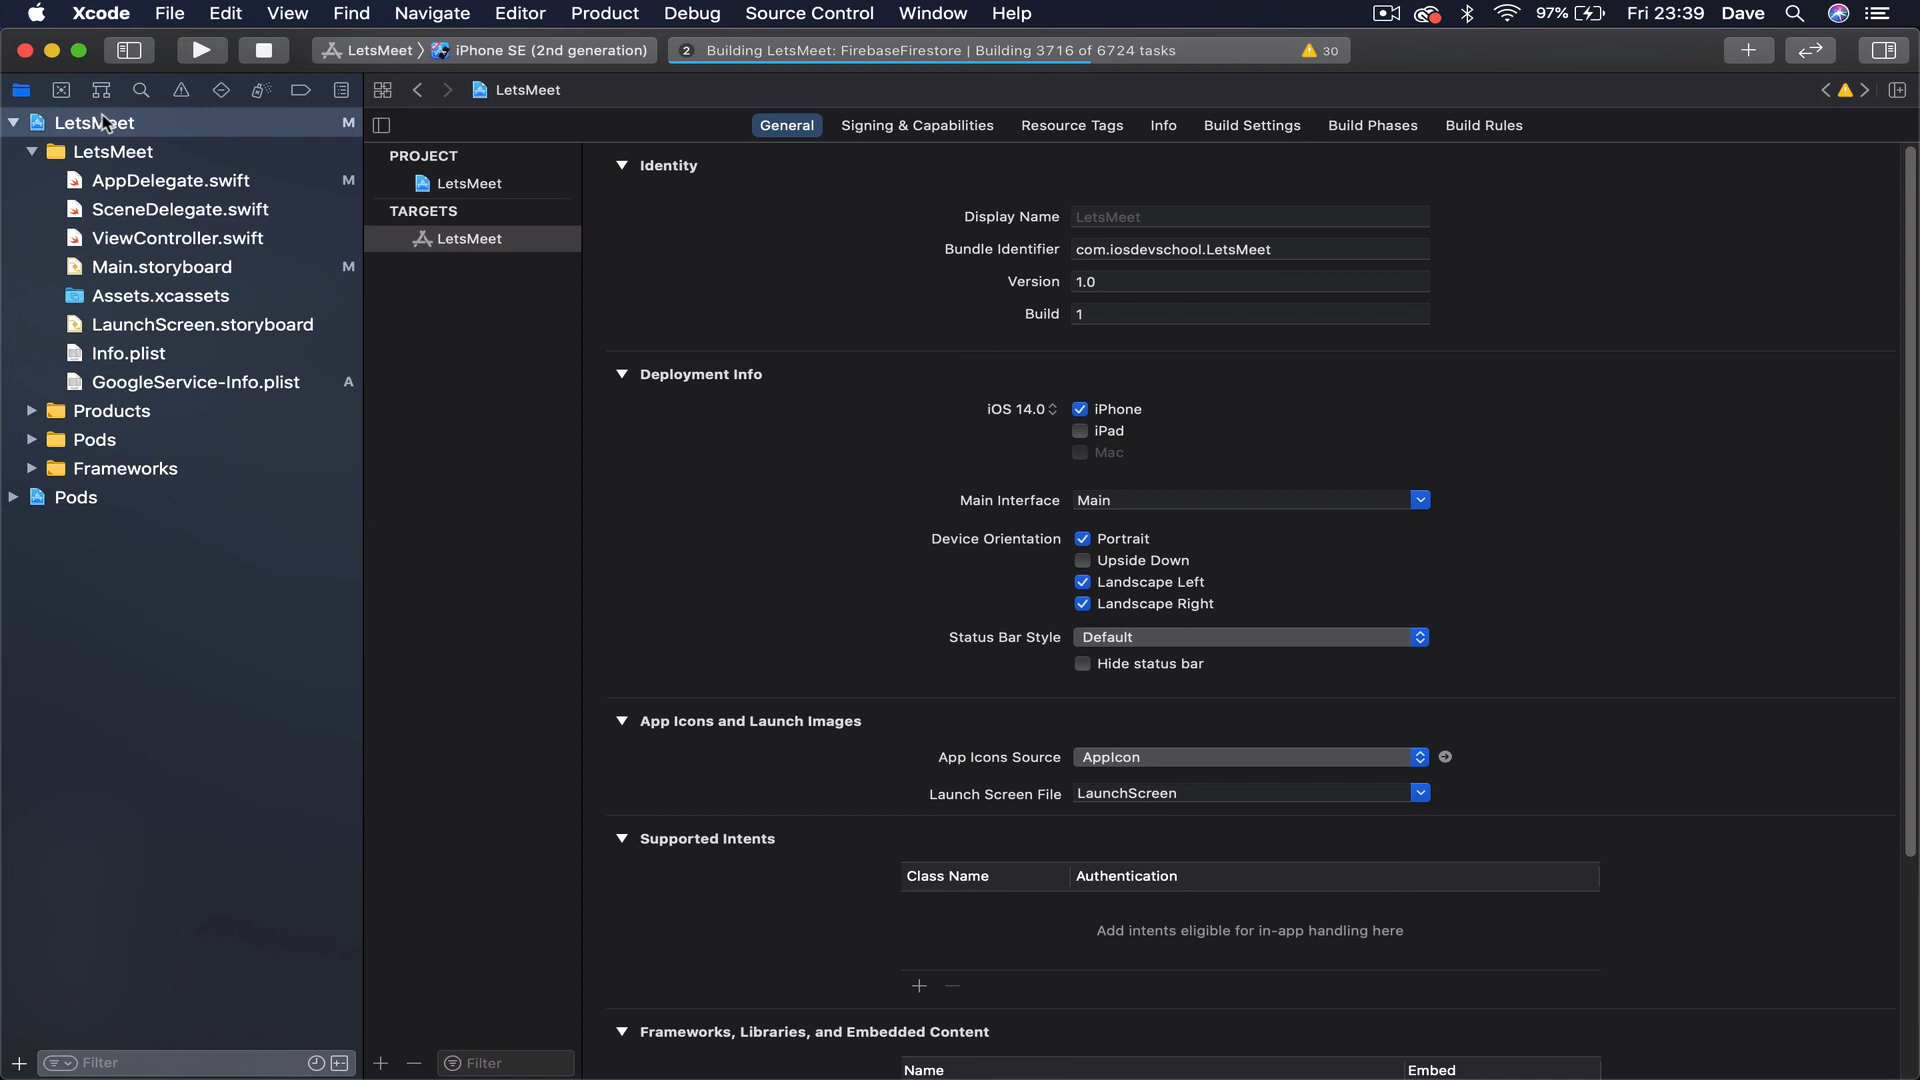 Xcode File Edit View Find Navigate Editor Product Debug Source Control Window Help 97% Fri 23:39 Dave
LetsMeet iPhone SE (2nd generation) 2 Building LetsMeet: FirebaseFirestore | Building 3716 of 6724 tasks 30
LetsMeet
LetsMeet M
LetsMeet
AppDelegate.swift M
SceneDelegate.swift
ViewController.swift
Main.storyboard M
Assets.xcassets
LaunchScreen.storyboard
Info.plist
GoogleService-Info.plist A
Products
Pods
Frameworks
Pods
Filter
PROJECT
LetsMeet
TARGETS
LetsMeet
Filter
General Signing & Capabilities Resource Tags Info Build Settings Build Phases Build Rules
Identity
Display Name LetsMeet
Bundle Identifier com.iosdevschool.LetsMeet
Version 1.0
Build 1
Deployment Info
iOS 14.0 iPhone
iPad
Mac
Main Interface Main
Device Orientation Portrait
Upside Down
Landscape Left
Landscape Right
Status Bar Style Default
Hide status bar
App Icons and Launch Images
App Icons Source AppIcon
Launch Screen File LaunchScreen
Supported Intents
Class Name Authentication
Add intents eligible for in-app handling here
Frameworks, Libraries, and Embedded Content
Name Embed